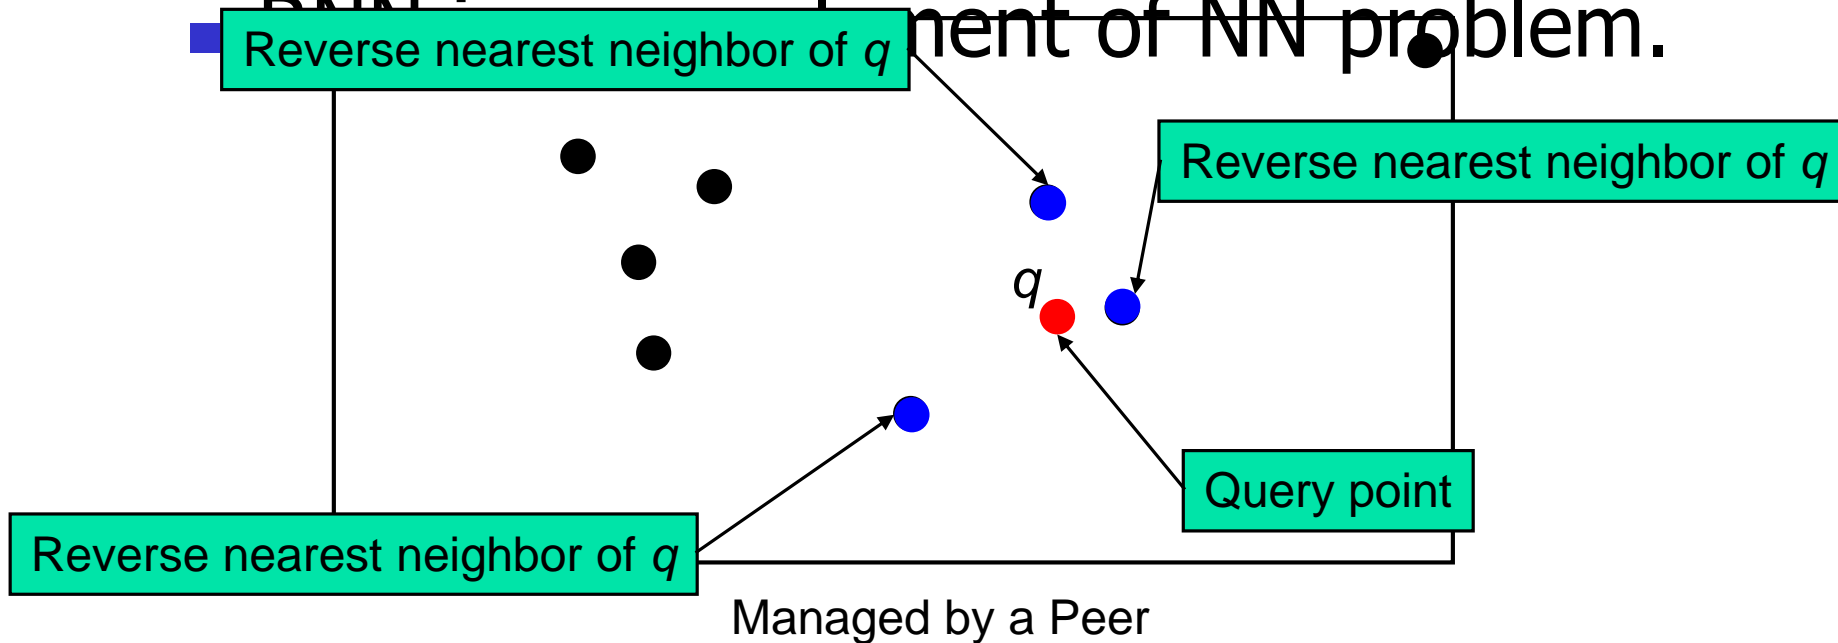 RNN
of NN problem.
Reverse nearest neighbor of q
Reverse nearest neighbor of q
q
Query point
Reverse nearest neighbor of q
Managed by a Peer